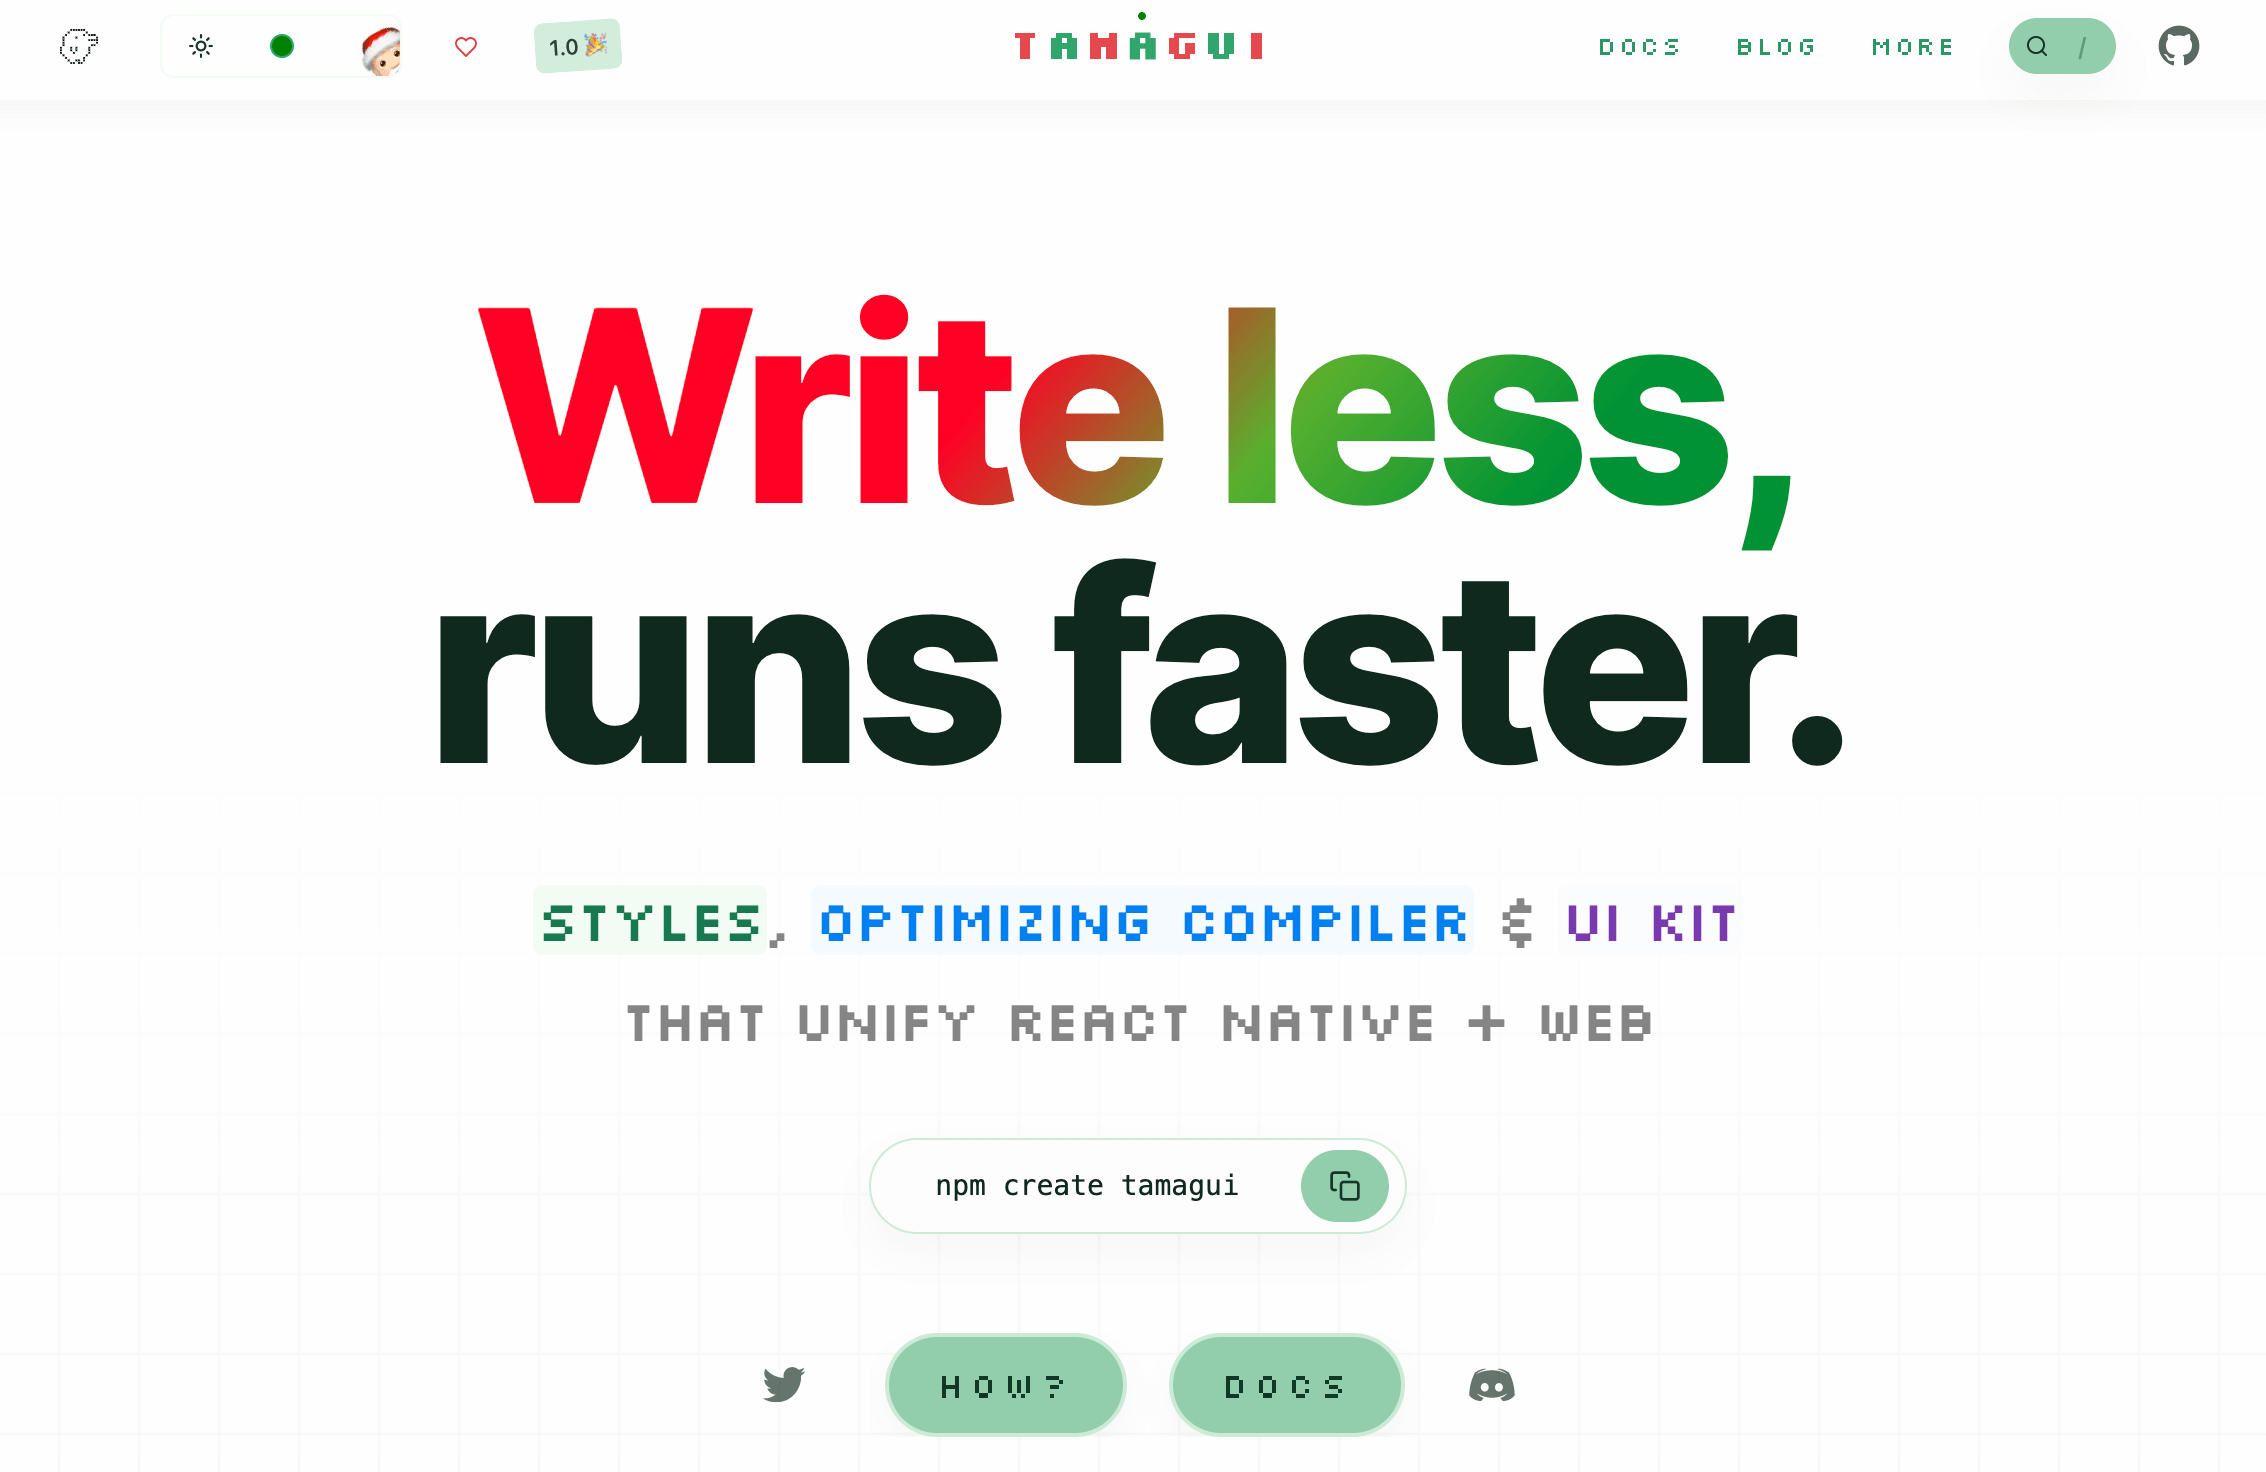 1.0 🎉
TAMAGUI
DOCS BLOG MORE /
Write less,
runs faster.
STYLES, OPTIMIZING COMPILER & UI KIT
THAT UNIFY REACT NATIVE + WEB
npm create tamagui
HOW? DOCS